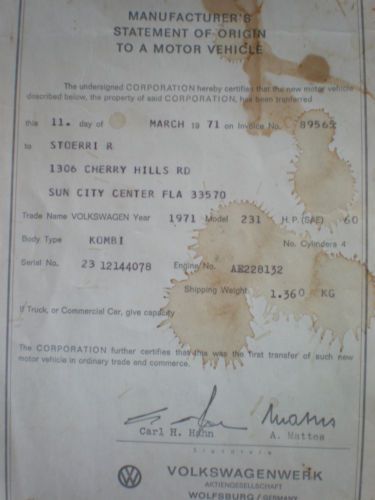 MANUFACTURER'S
STATEMENT OF ORIGIN
TO A MOTOR VEHICLE
The undersigned CORPORATION hereby certifies that the new motor vehicle
described below, the property of said CORPORATION, has been tranferred
this 11. day of MARCH 19 71 on Invoice No. 89565
to STOERRI R
1306 CHERRY HILLS RD
SUN CITY CENTER FLA 33570
Trade Name VOLKSWAGEN Year 1971 Model 231 H.P. (SAE) 60
Body Type KOMBI No. Cylinders 4
Serial No. 23 12144078 Engine No. AE228132
Shipping Weight 1.360 KG
If Truck, or Commercial Car, give capacity
The CORPORATION further certifies that this was the first transfer of such new
motor vehicle in ordinary trade and commerce.
Carl H. Hahn A. Mattes
Signature
VOLKSWAGENWERK
AKTIENGESELLSCHAFT
WOLFSBURG/GERMANY